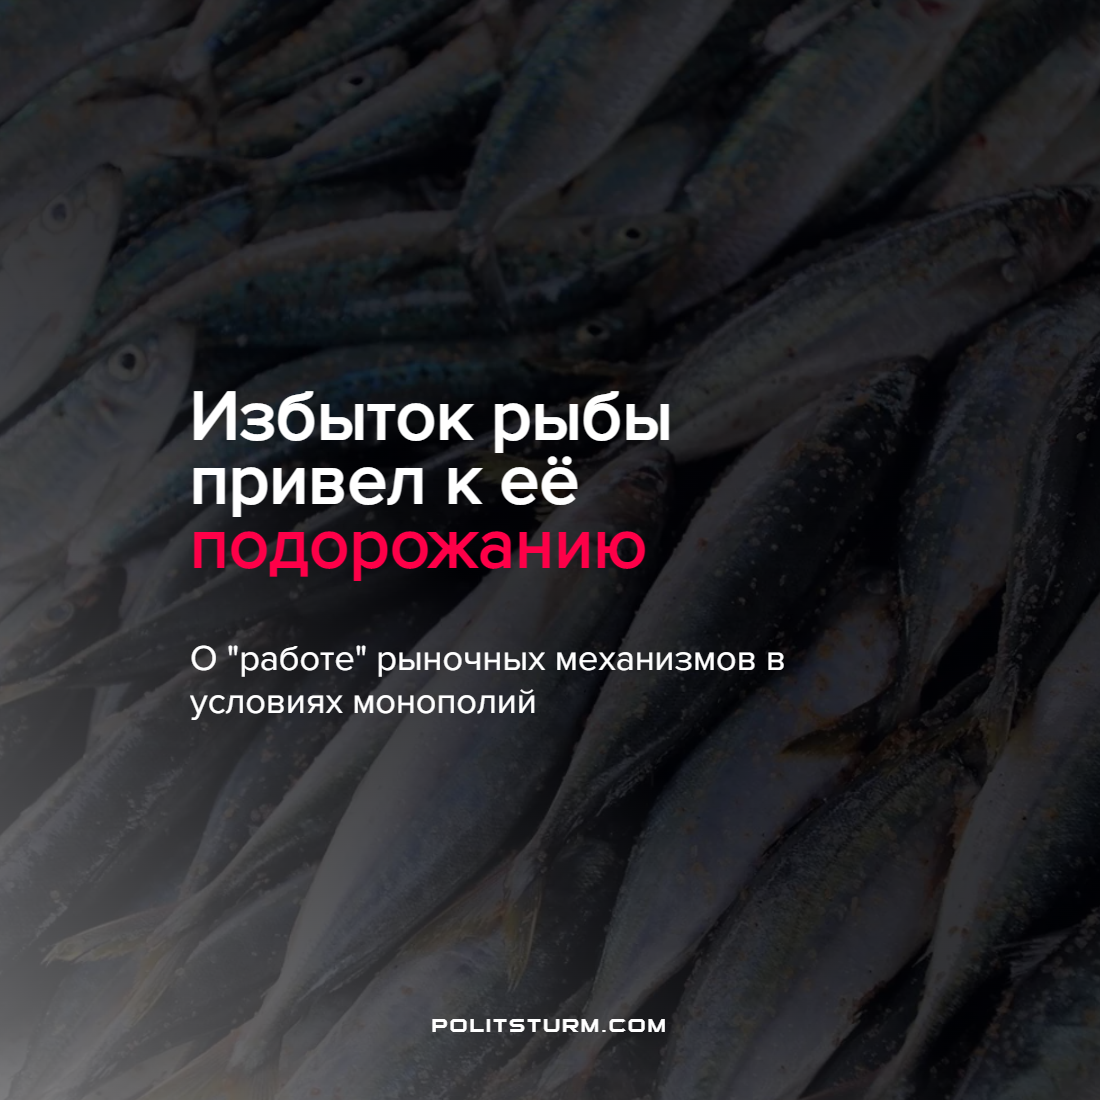 Избыток рыбы
привел к её
подорожанию
О "работе" рыночных механизмов в
условиях монополий
POLITSTURM.COM